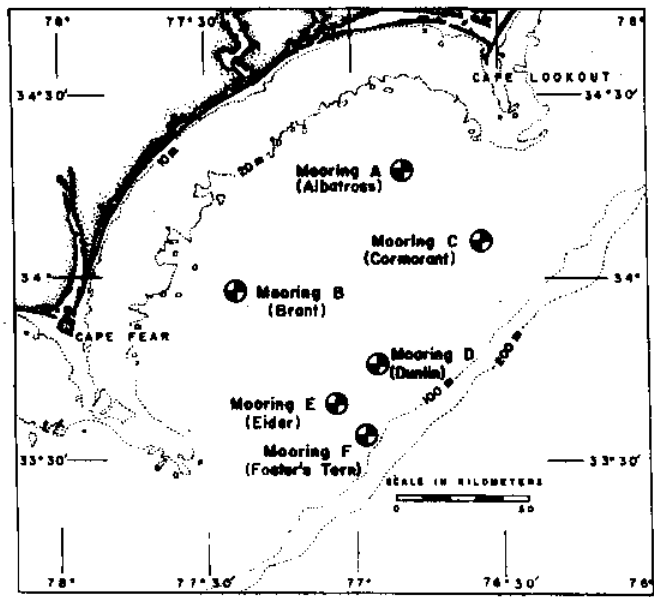 78° 77°30' 76°
CAPE LOOKOUT
34°30' 34°30'
10m
20 m
Mooring A
(Albatross)
Mooring C
(Cormorant)
34° 34°
Mooring B
(Brant)
CAPE FEAR
Mooring D
(Dunlin)
100 m
200 m
Mooring E
(Eider)
Mooring F
(Foster's Tern)
33°30' 33°30'
SCALE IN KILOMETERS
0 50
78° 77°30' 77° 76°30' 76°